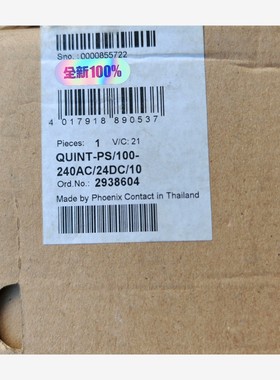 Sno.: 0000855722
全新100%
4 017918 890537
Pieces: 1 V/C: 21
QUINT-PS/100-
240AC/24DC/10
Ord.No.: 2938604
Made by Phoenix Contact in Thailand